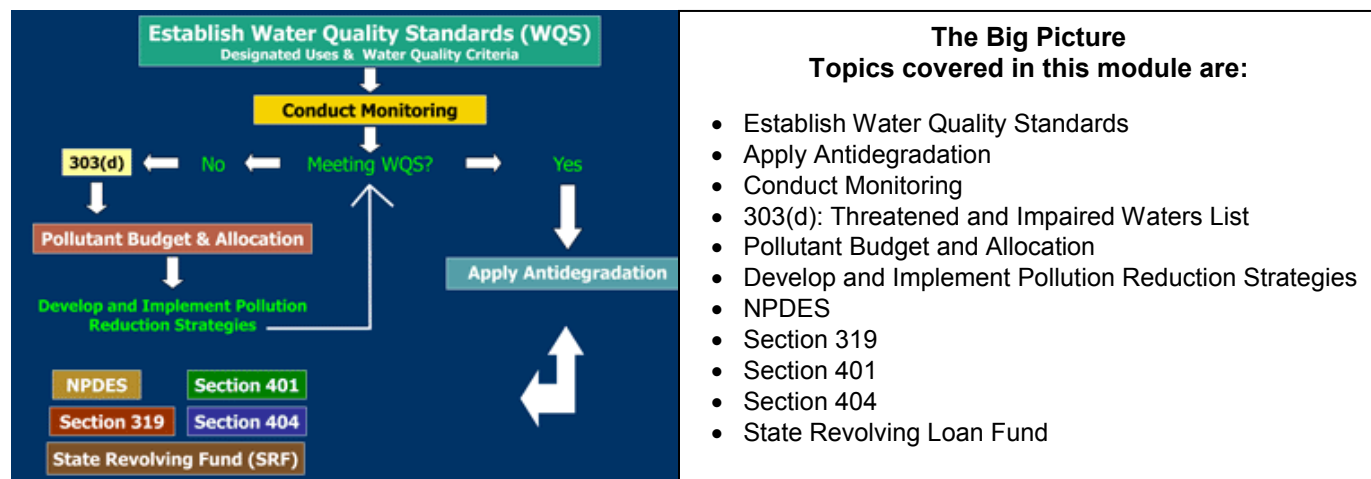 Establish Water Quality Standards (WQS)
Designated Uses & Water Quality Criteria
Conduct Monitoring
303(d)
No
Meeting WQS?
Yes
Pollutant Budget & Allocation
Apply Antidegradation
Develop and Implement Pollution
Reduction Strategies
NPDES
Section 401
Section 319
Section 404
State Revolving Fund (SRF)
The Big Picture
Topics covered in this module are:
• Establish Water Quality Standards
• Apply Antidegradation
• Conduct Monitoring
• 303(d): Threatened and Impaired Waters List
• Pollutant Budget and Allocation
• Develop and Implement Pollution Reduction Strategies
• NPDES
• Section 319
• Section 401
• Section 404
• State Revolving Loan Fund